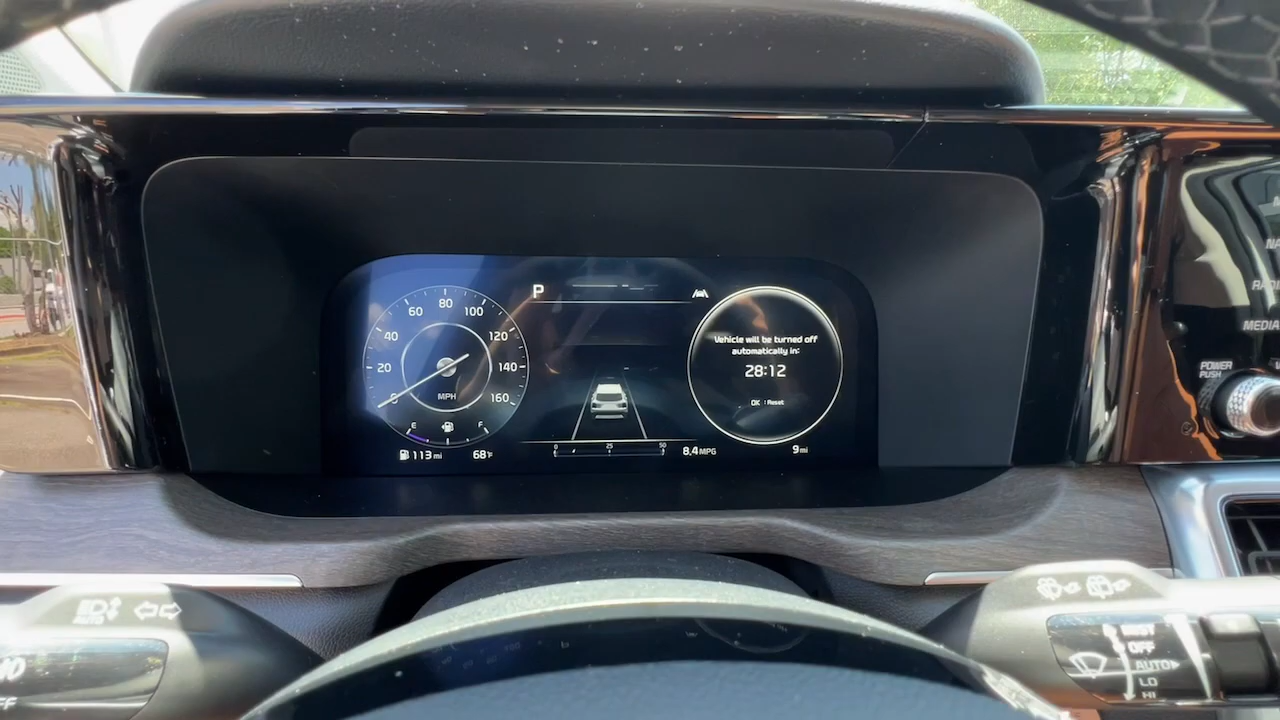 P
80
60
100
40
120
20
140
0
160
MPH
E
F
113 mi
68°F
0
25
50
8.4 MPG
Vehicle will be turned off
automatically in:
28:12
OK : Reset
9 mi
RADI
MEDIA
POWER
PUSH
AUTO
OFF
AUTO
LO
HI